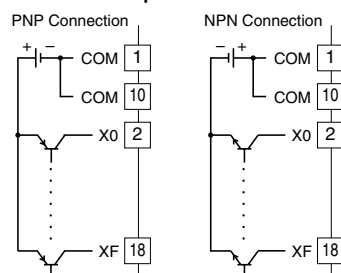 PNP Connection
NPN Connection
+ −
COM 1
COM 10
X0 2
XF 18
− +
COM 1
COM 10
X0 2
XF 18